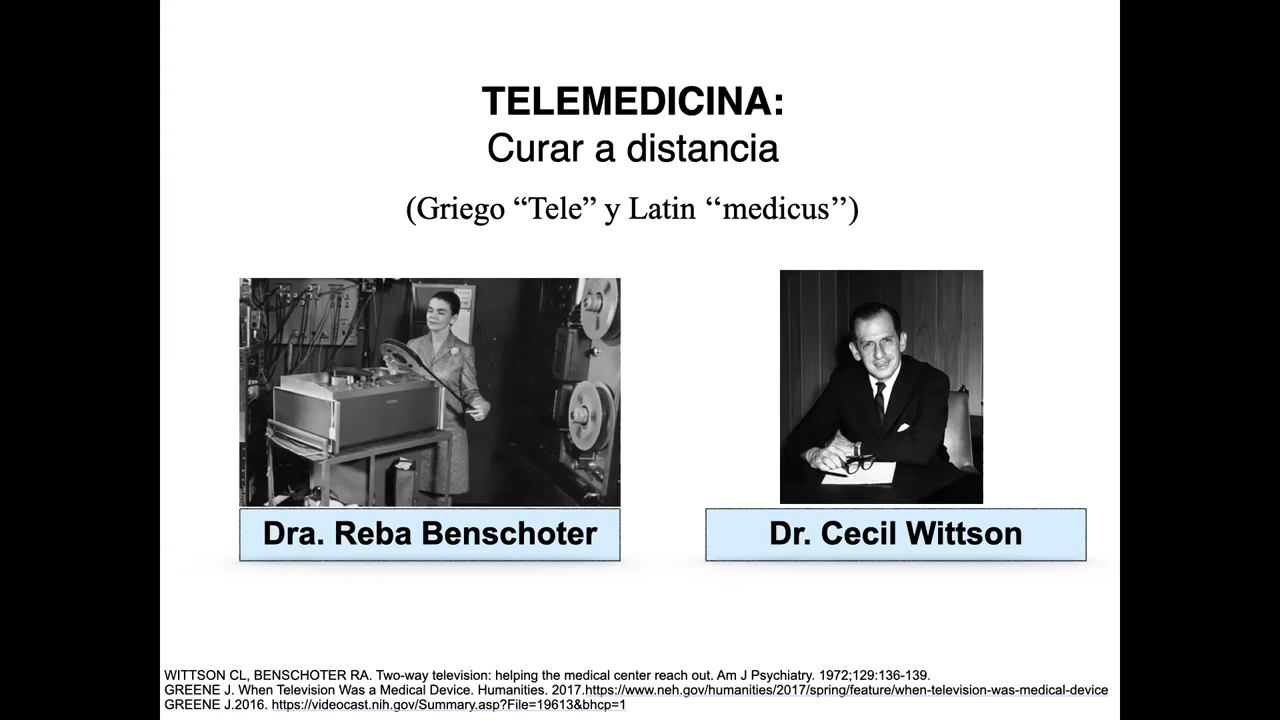 TELEMEDICINA:
Curar a distancia
(Griego “Tele” y Latin ‘‘medicus’’)
Dra. Reba Benschoter
Dr. Cecil Wittson
WITTSON CL, BENSCHOTER RA. Two-way television: helping the medical center reach out. Am J Psychiatry. 1972;129:136-139.
GREENE J. When Television Was a Medical Device. Humanities. 2017.https://www.neh.gov/humanities/2017/spring/feature/when-television-was-medical-device
GREENE J.2016. https://videocast.nih.gov/Summary.asp?File=19613&bhcp=1